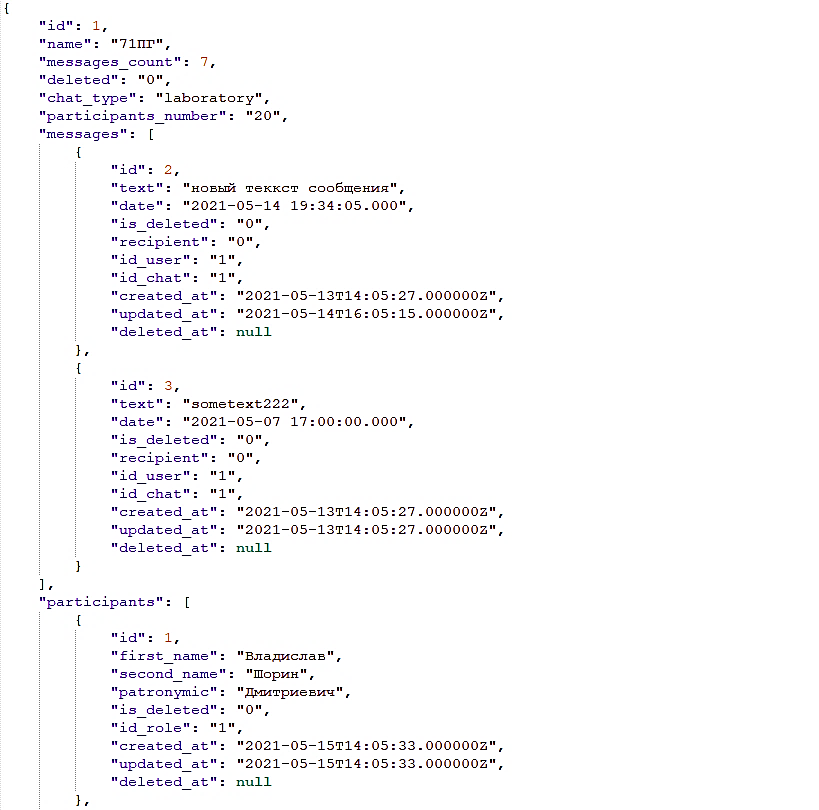 {
"id": 1,
"name": "71ПГ",
"messages_count": 7,
"deleted": "0",
"chat_type": "laboratory",
"participants_number": "20",
"messages": [
{
"id": 2,
"text": "новый теккст сообщения",
"date": "2021-05-14 19:34:05.000",
"is_deleted": "0",
"recipient": "0",
"id_user": "1",
"id_chat": "1",
"created_at": "2021-05-13T14:05:27.000000Z",
"updated_at": "2021-05-14T16:05:15.000000Z",
"deleted_at": null
},
{
"id": 3,
"text": "sometext222",
"date": "2021-05-07 17:00:00.000",
"is_deleted": "0",
"recipient": "0",
"id_user": "1",
"id_chat": "1",
"created_at": "2021-05-13T14:05:27.000000Z",
"updated_at": "2021-05-13T14:05:27.000000Z",
"deleted_at": null
}
],
"participants": [
{
"id": 1,
"first_name": "Владислав",
"second_name": "Шорин",
"patronymic": "Дмитриевич",
"is_deleted": "0",
"id_role": "1",
"created_at": "2021-05-15T14:05:33.000000Z",
"updated_at": "2021-05-15T14:05:33.000000Z",
"deleted_at": null
},